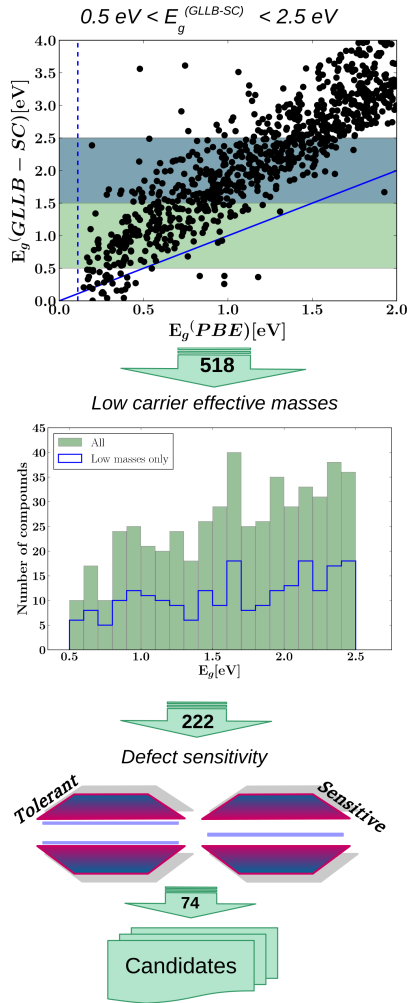 0.5 eV < E_g^(GLLB-SC) < 2.5 eV
4.0
3.5
3.0
2.5
2.0
1.5
1.0
0.5
0.0
E_g(GLLB − SC)[eV]
0.0 0.5 1.0 1.5 2.0
E_g(PBE)[eV]
518
Low carrier effective masses
45
40
35
30
25
20
15
10
5
0
Number of compounds
All
Low masses only
0.5 1.0 1.5 2.0 2.5
E_g[eV]
222
Defect sensitivity
Tolerant
Sensitive
74
Candidates